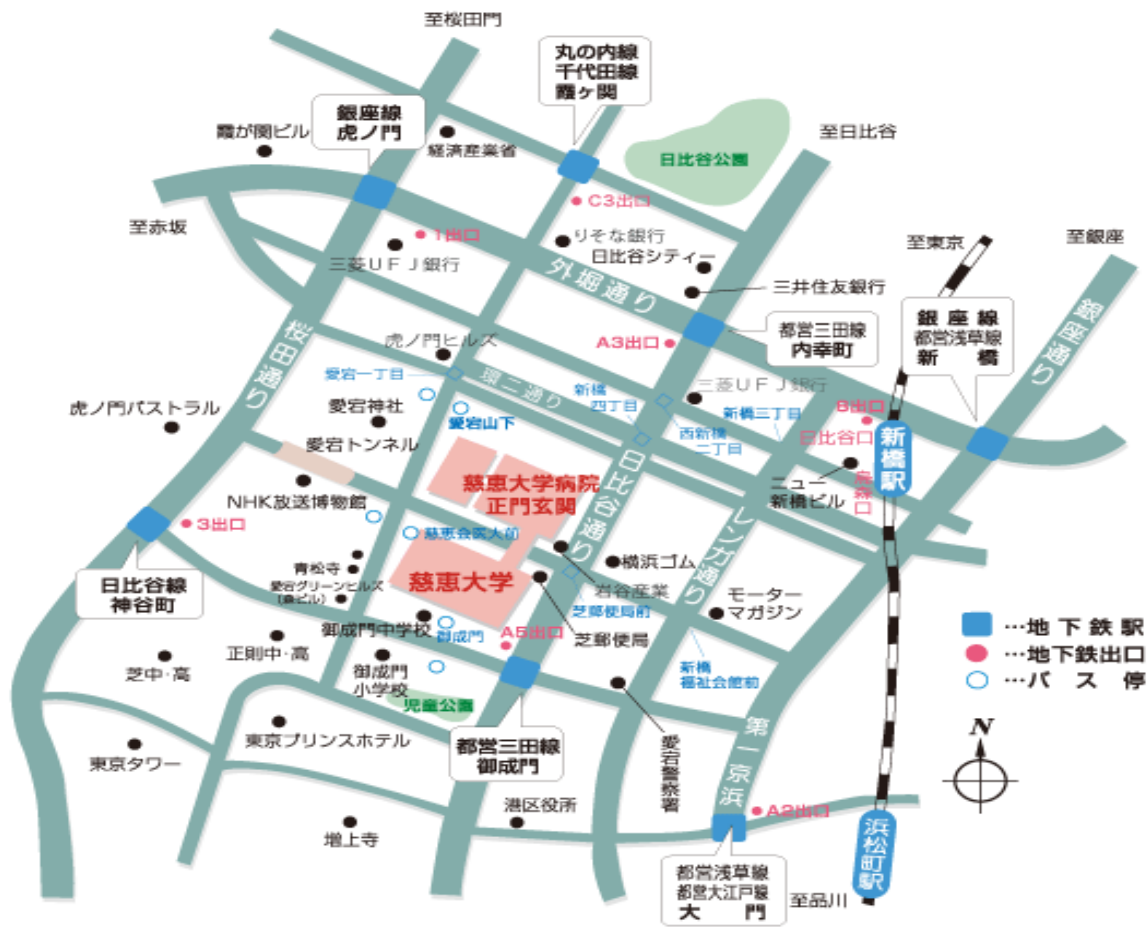 至桜田門
丸の内線
千代田線
霞ヶ関
銀座線
虎ノ門
霞が関ビル
経済産業省
日比谷公園
至日比谷
至赤坂
C3出口
1出口
りそな銀行
日比谷シティー
三菱UFJ銀行
外堀通り
三井住友銀行
至東京
至銀座
桜田通り
虎ノ門ヒルズ
A3出口
都営三田線
内幸町
銀座線
都営浅草線
新橋
銀座通り
愛宕一丁目
環二通り
新橋
四丁目
三菱UFJ銀行
新橋三丁目
8出口
日比谷口
虎ノ門パストラル
愛宕神社
愛宕山下
西新橋
二丁目
新橋駅
愛宕トンネル
日比谷通り
ニュー
新橋ビル
烏森口
NHK放送博物館
慈恵大学病院
正門玄関
レンガ通り
3出口
慈恵会医大前
横浜ゴム
日比谷線
神谷町
青松寺
愛宕グリーンヒルズ
(森ビル)
慈恵大学
岩谷産業
芝郵便局前
モーター
マガジン
御成門中学校
御成門
A5出口
芝郵便局
…地下鉄駅
…地下鉄出口
…バス停
芝中・高
正則中・高
御成門
小学校
新橋
福祉会館前
児童公園
東京タワー
東京プリンスホテル
都営三田線
御成門
愛宕警察署
第一京浜
N
増上寺
港区役所
A2出口
浜松町駅
都営浅草線
都営大江戸線
大門
至品川